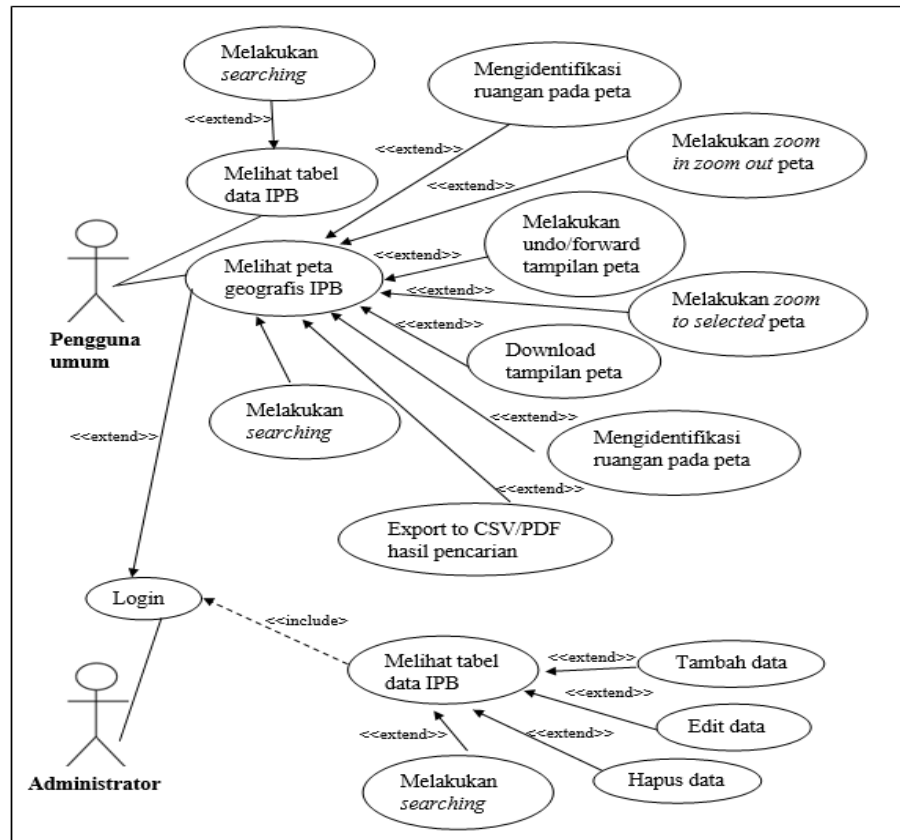 Melakukan
searching
Mengidentifikasi
ruangan pada peta
<<extend>>
<<extend>>
Melakukan zoom
in zoom out peta
Melihat tabel
data IPB
<<extend>>
Melakukan
undo/forward
tampilan peta
<<extend>>
Melihat peta
geografis IPB
<<extend>>
Melakukan zoom
to selected peta
Pengguna
umum
<<extend>>
Download
tampilan peta
Melakukan
searching
<<extend>>
<<extend>>
Mengidentifikasi
ruangan pada peta
<<extend>>
Export to CSV/PDF
hasil pencarian
Login
<<include>
Melihat tabel
data IPB
<<extend>>
Tambah data
<<extend>>
Edit data
<<extend>>
<<extend>>
Hapus data
Administrator
Melakukan
searching